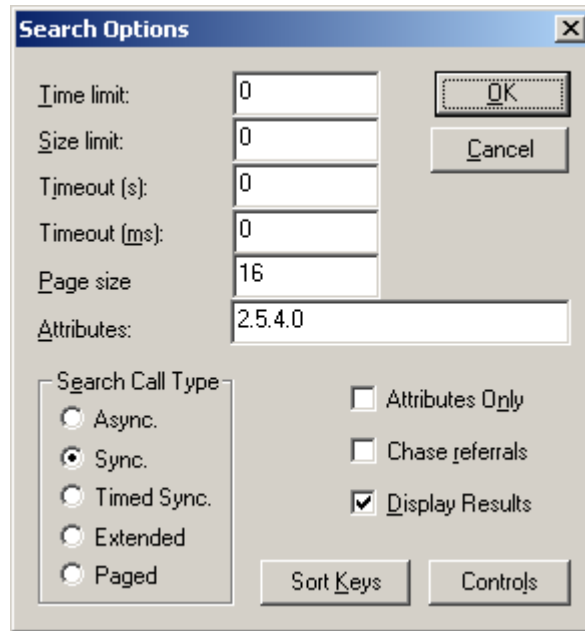 Search Options
Time limit: 0
OK
Size limit: 0
Cancel
Timeout (s): 0
Timeout (ms): 0
Page size 16
Attributes: 2.5.4.0
Search Call Type
Async.
Attributes Only
Sync.
Chase referrals
Timed Sync.
Display Results
Extended
Paged
Sort Keys
Controls